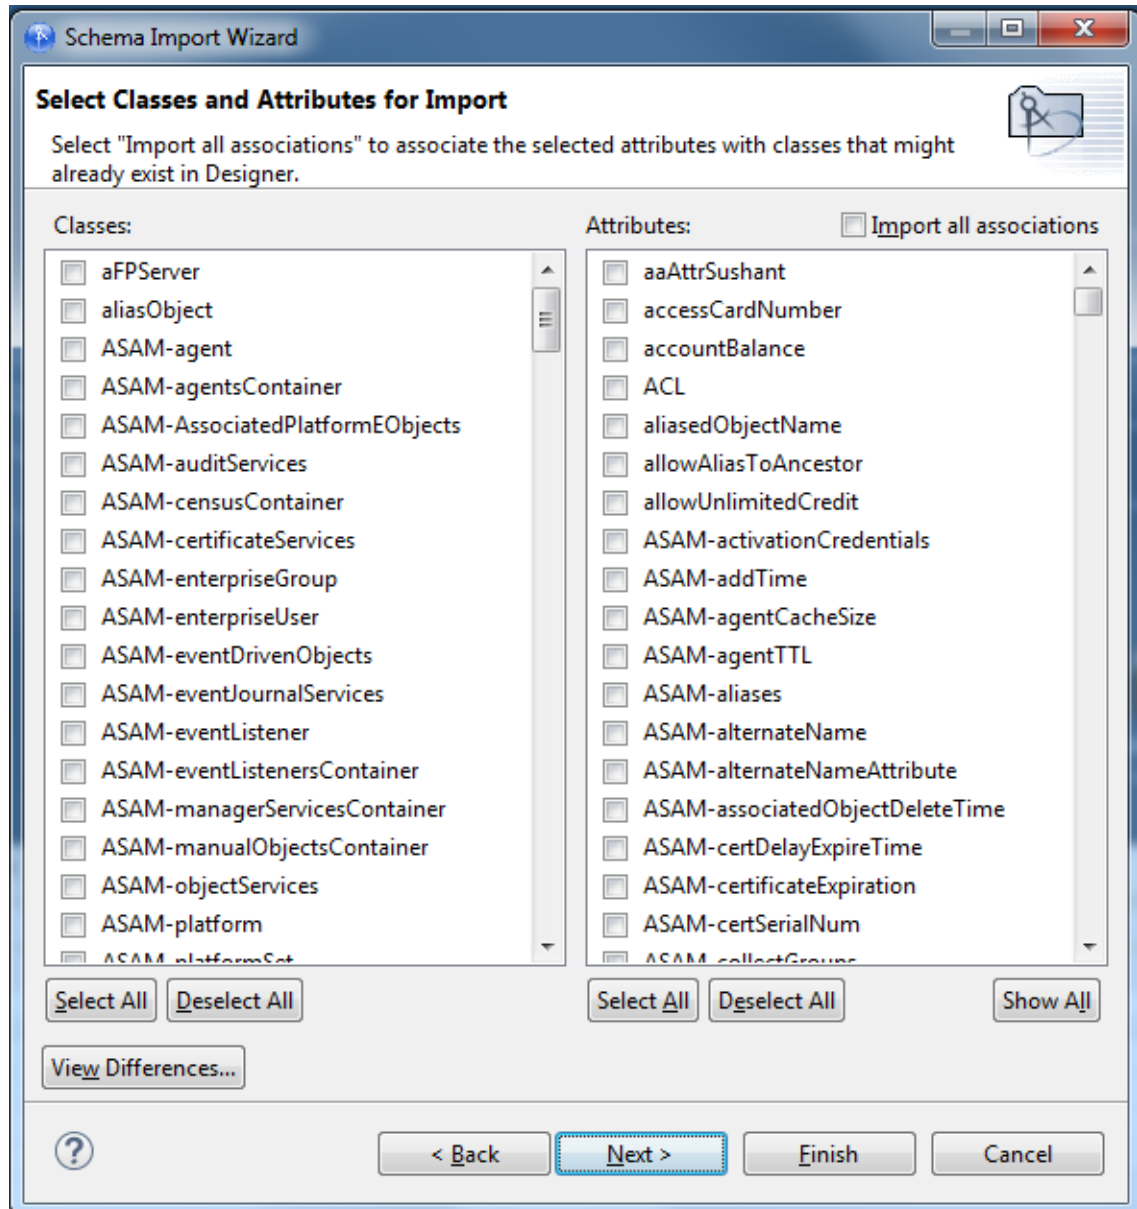 Schema Import Wizard
Select Classes and Attributes for Import
Select "Import all associations" to associate the selected attributes with classes that might
already exist in Designer.
Classes:
aFPServer
aliasObject
ASAM-agent
ASAM-agentsContainer
ASAM-AssociatedPlatformEObjects
ASAM-auditServices
ASAM-censusContainer
ASAM-certificateServices
ASAM-enterpriseGroup
ASAM-enterpriseUser
ASAM-eventDrivenObjects
ASAM-eventJournalServices
ASAM-eventListener
ASAM-eventListenersContainer
ASAM-managerServicesContainer
ASAM-manualObjectsContainer
ASAM-objectServices
ASAM-platform
ASAM-platformSet
Select All Deselect All
Attributes: Import all associations
aaAttrSushant
accessCardNumber
accountBalance
ACL
aliasedObjectName
allowAliasToAncestor
allowUnlimitedCredit
ASAM-activationCredentials
ASAM-addTime
ASAM-agentCacheSize
ASAM-agentTTL
ASAM-aliases
ASAM-alternateName
ASAM-alternateNameAttribute
ASAM-associatedObjectDeleteTime
ASAM-certDelayExpireTime
ASAM-certificateExpiration
ASAM-certSerialNum
ASAM-collectGroups
Select All Deselect All Show All
View Differences...
? < Back Next > Finish Cancel